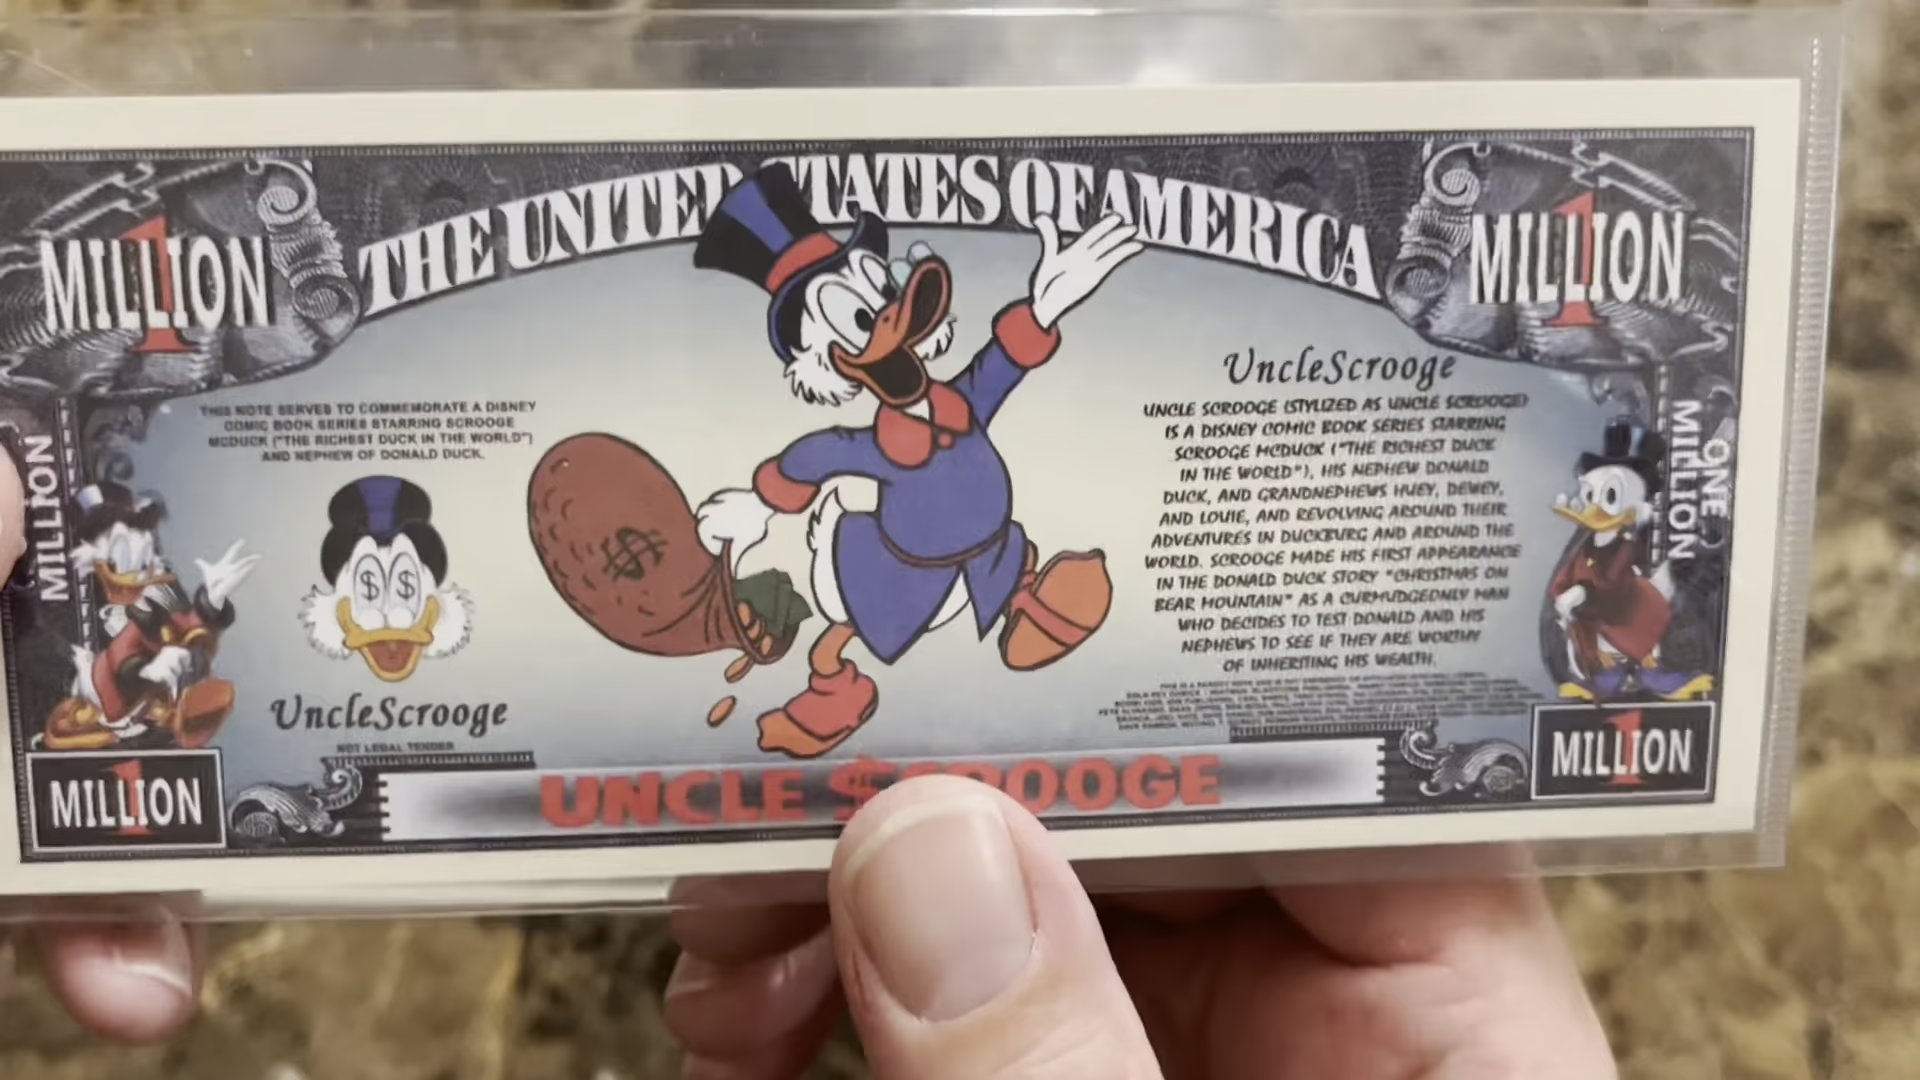 THE UNITED STATES OF AMERICA
1
MILLION
1
MILLION
THIS NOTE SERVES TO COMMEMORATE A DISNEY
COMIC BOOK SERIES STARRING SCROOGE
MCDUCK ("THE RICHEST DUCK IN THE WORLD")
AND NEPHEW OF DONALD DUCK.
$
$ $
UncleScrooge
NOT LEGAL TENDER
MILLION
UncleScrooge
UNCLE SCROOGE (STYLIZED AS UNCLE $CROOGE)
IS A DISNEY COMIC BOOK SERIES STARRING
SCROOGE MCDUCK ("THE RICHEST DUCK
IN THE WORLD"), HIS NEPHEW DONALD
DUCK, AND GRANDNEPHEWS HUEY, DEWEY,
AND LOUIE, AND REVOLVING AROUND THEIR
ADVENTURES IN DUCKBURG AND AROUND THE
WORLD. SCROOGE MADE HIS FIRST APPEARANCE
IN THE DONALD DUCK STORY "CHRISTMAS ON
BEAR MOUNTAIN" AS A CURMUDGEONLY MAN
WHO DECIDES TO TEST DONALD AND HIS
NEPHEWS TO SEE IF THEY ARE WORTHY
OF INHERITING HIS WEALTH.
ONE
MILLION
1
MILLION
UNCLE $CROOGE
1
MILLION